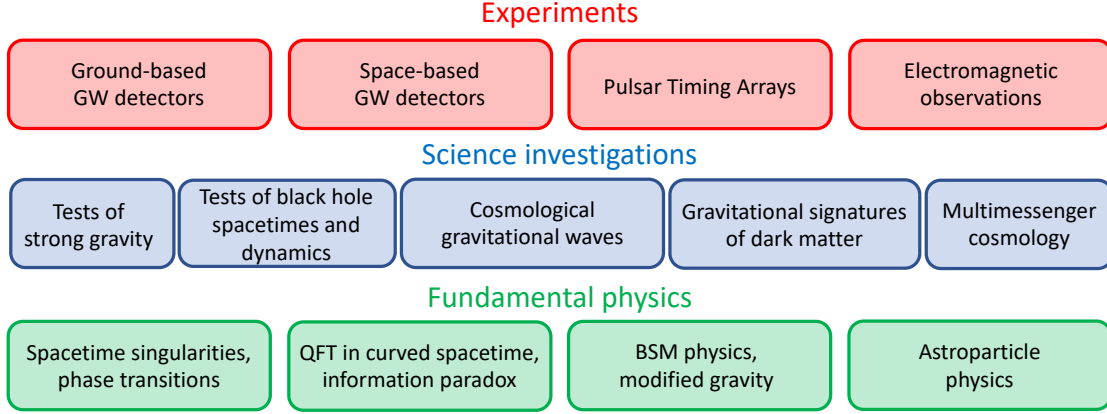 Experiments
Ground-based
GW detectors
Space-based
GW detectors
Pulsar Timing Arrays
Electromagnetic
observations
Science investigations
Tests of
strong gravity
Tests of black hole
spacetimes and
dynamics
Cosmological
gravitational waves
Gravitational signatures
of dark matter
Multimessenger
cosmology
Fundamental physics
Spacetime singularities,
phase transitions
QFT in curved spacetime,
information paradox
BSM physics,
modified gravity
Astroparticle
physics